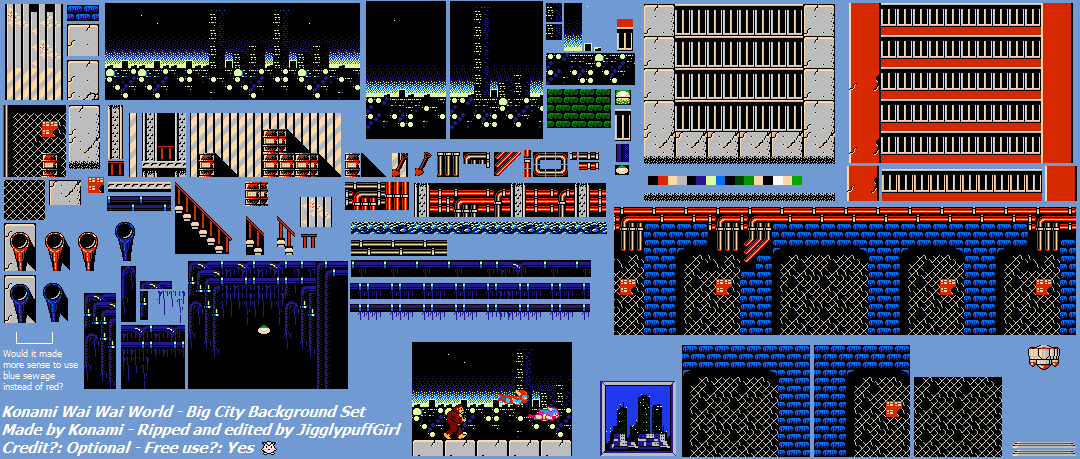 Would it made
more sense to use
blue sewage
instead of red?
Konami Wai Wai World - Big City Background Set
Made by Konami - Ripped and edited by JigglypuffGirl
Credit?: Optional - Free use?: Yes